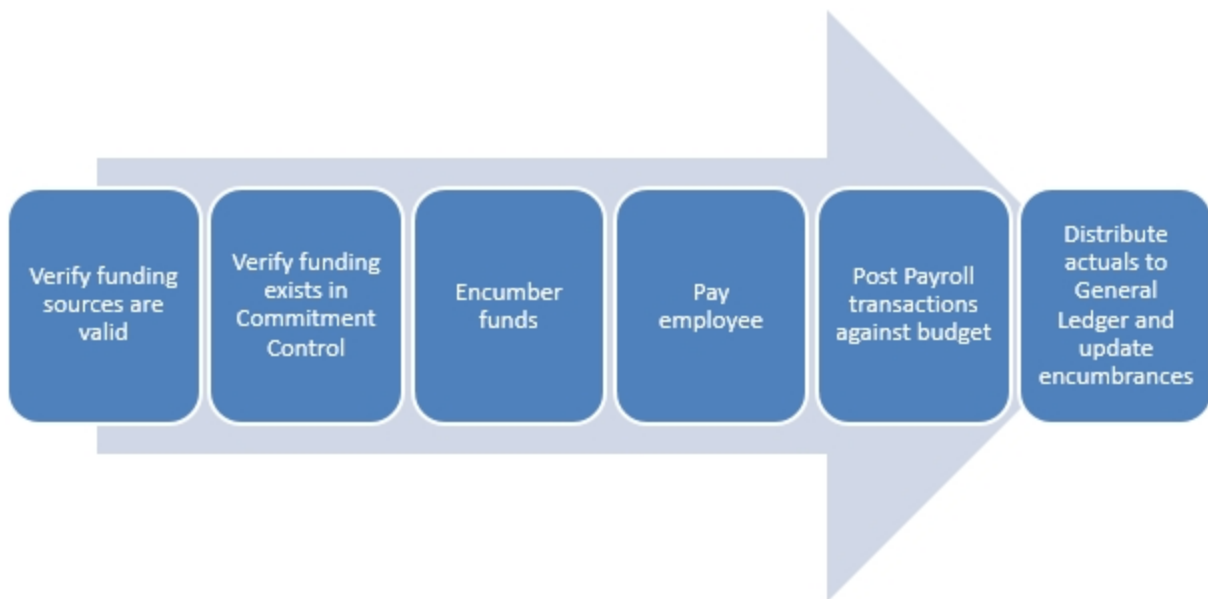 Verify funding
sources are
valid
Verify funding
exists in
Commitment
Control
Encumber
funds
Pay
employee
Post Payroll
transactions
against budget
Distribute
actuals to
General
Ledger and
update
encumbrances